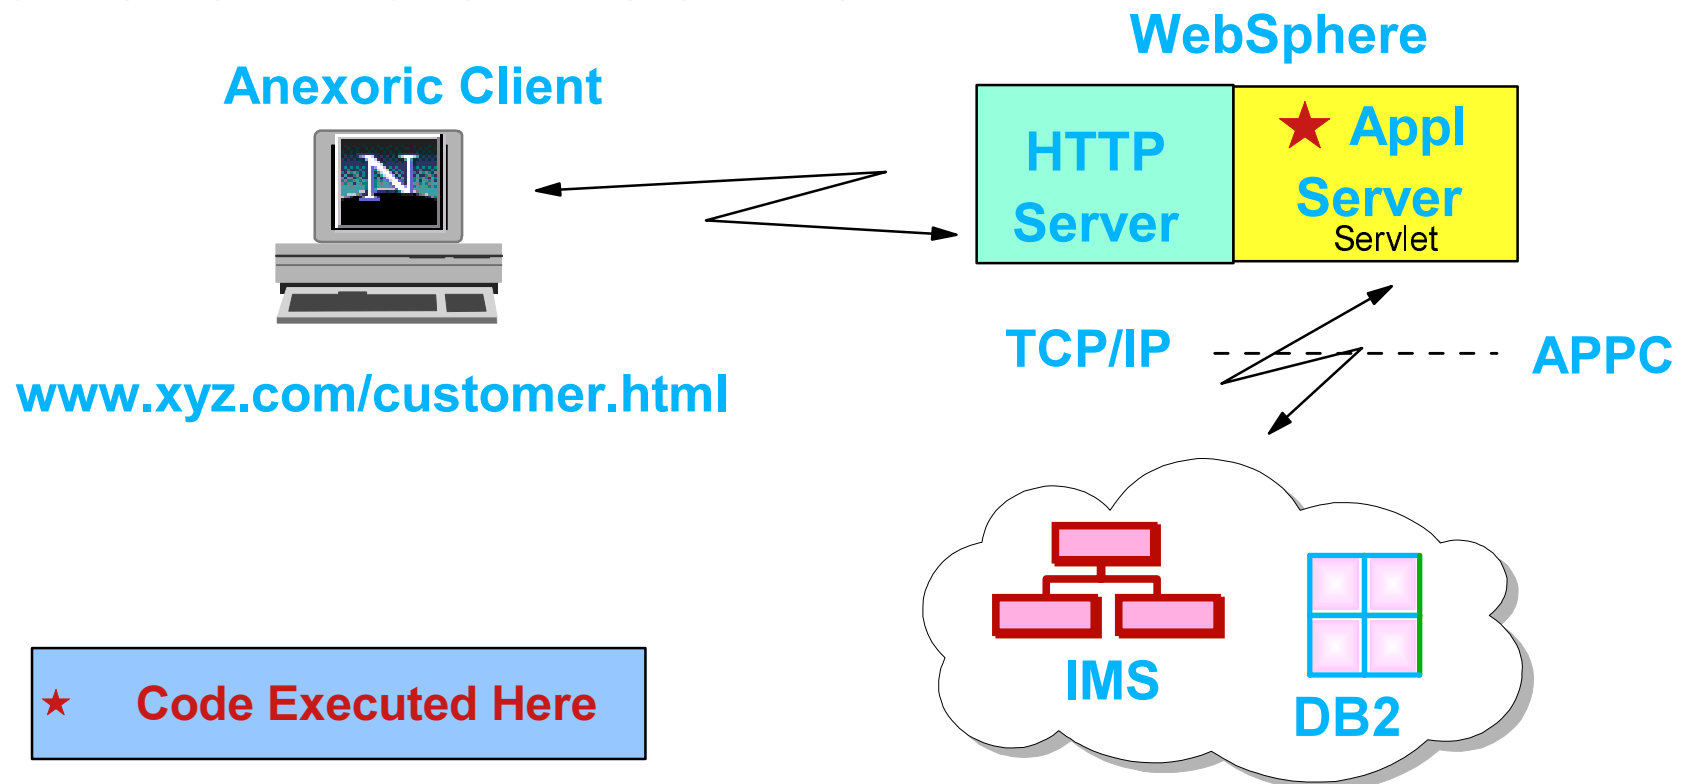 WebSphere
Anexoric Client
HTTP
Server
Appl
Server
Servlet
N
TCP/IP
APPC
www.xyz.com/customer.html
IMS
DB2
Code Executed Here